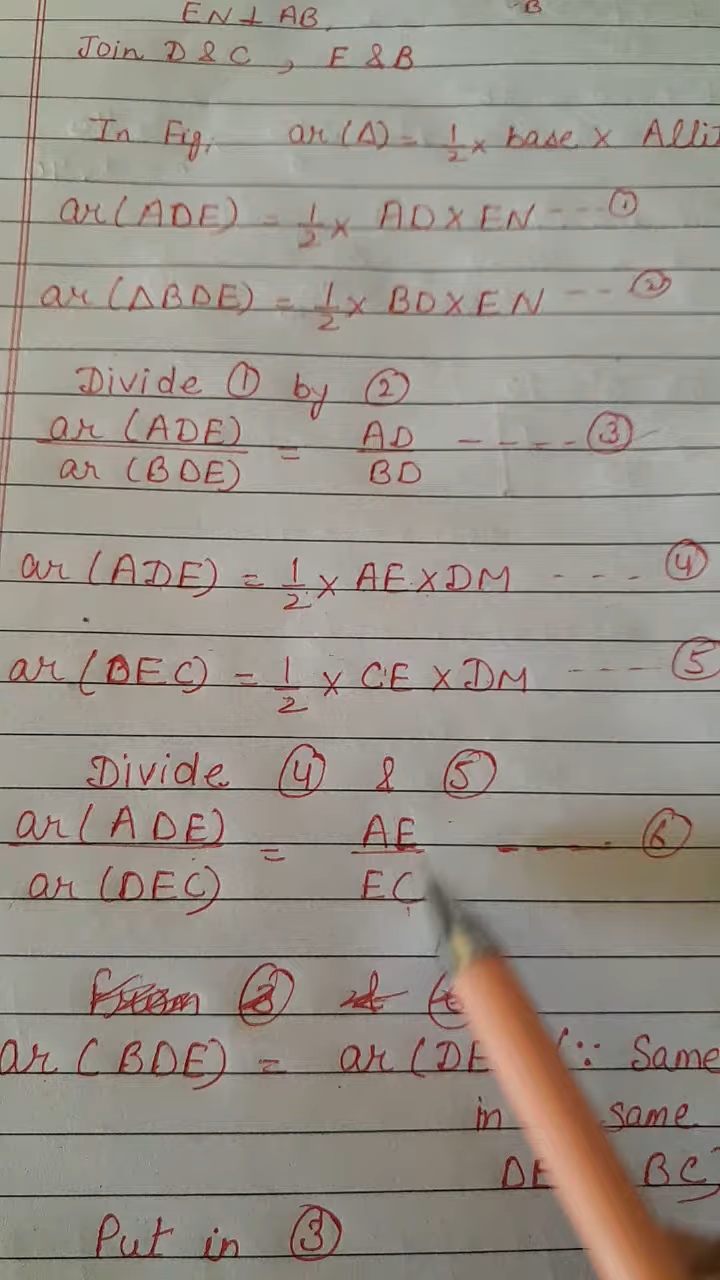 EN ⊥ AB,
B
Join D & C, E & B
In Fig, ar(Δ) = 1/2 × base ×
ar(ADE) = 1/2 × AD × EN --- ①
ar(ΔBDE) = 1/2 × BD × EN -- ②
Divide ① by ②
ar(ADE)/ar(BDE) = AD/BD ---- ③
ar(ADE) = 1/2 × AE × DM --- ④
ar(DEC) = 1/2 × CE × DM ---- ⑤
Divide ④ & ⑤
ar(ADE)/ar(DEC) = AE/EC ---- ⑥
From ③ &
ar(BDE) = ar(DE (∵ Same
in same
DE BC)
Put in ③